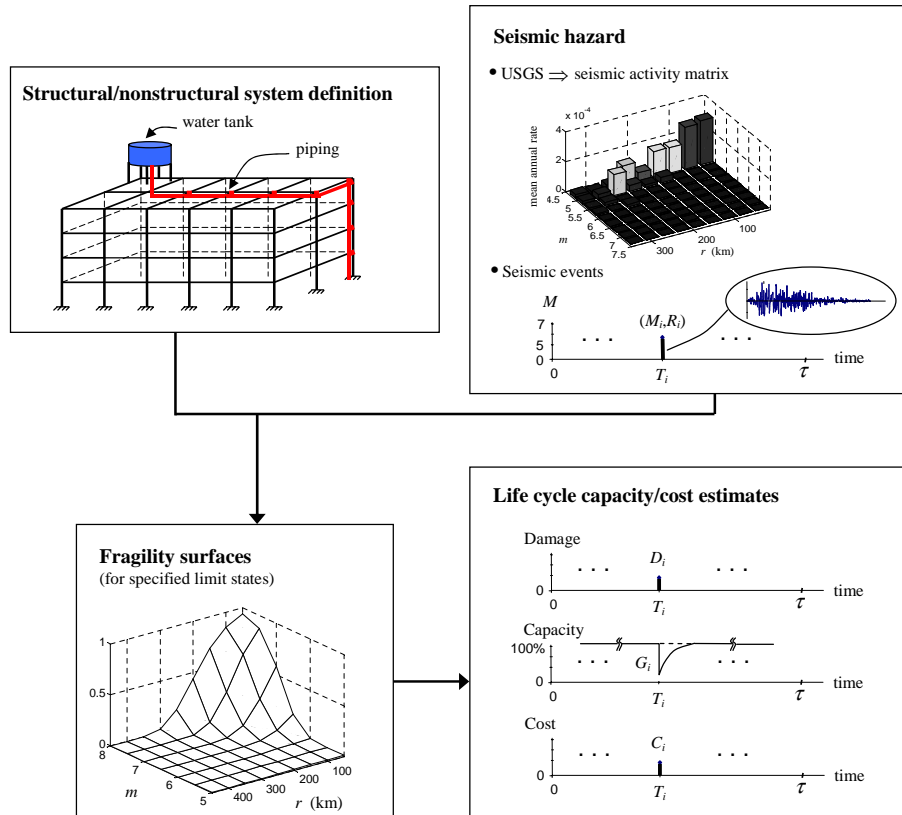 Structural/nonstructural system definition
water tank
piping
Seismic hazard
• USGS ⇒ seismic activity matrix
x 10⁻⁴
4
2
0
mean annual rate
4.5
5
5.5
6
6.5
7
7.5
m
300
200
100
r (km)
• Seismic events
M
7
5
0
(Mᵢ,Rᵢ)
. . .
. . .
0
Tᵢ
τ
time
Fragility surfaces
(for specified limit states)
1
0.5
0
8
7
6
5
m
400
300
200
100
r (km)
Life cycle capacity/cost estimates
Damage
Dᵢ
. . .
. . .
0
0
Tᵢ
τ
time
Capacity
100%
Gᵢ
. . .
. . .
0
0
Tᵢ
τ
time
Cost
Cᵢ
. . .
. . .
0
0
Tᵢ
τ
time